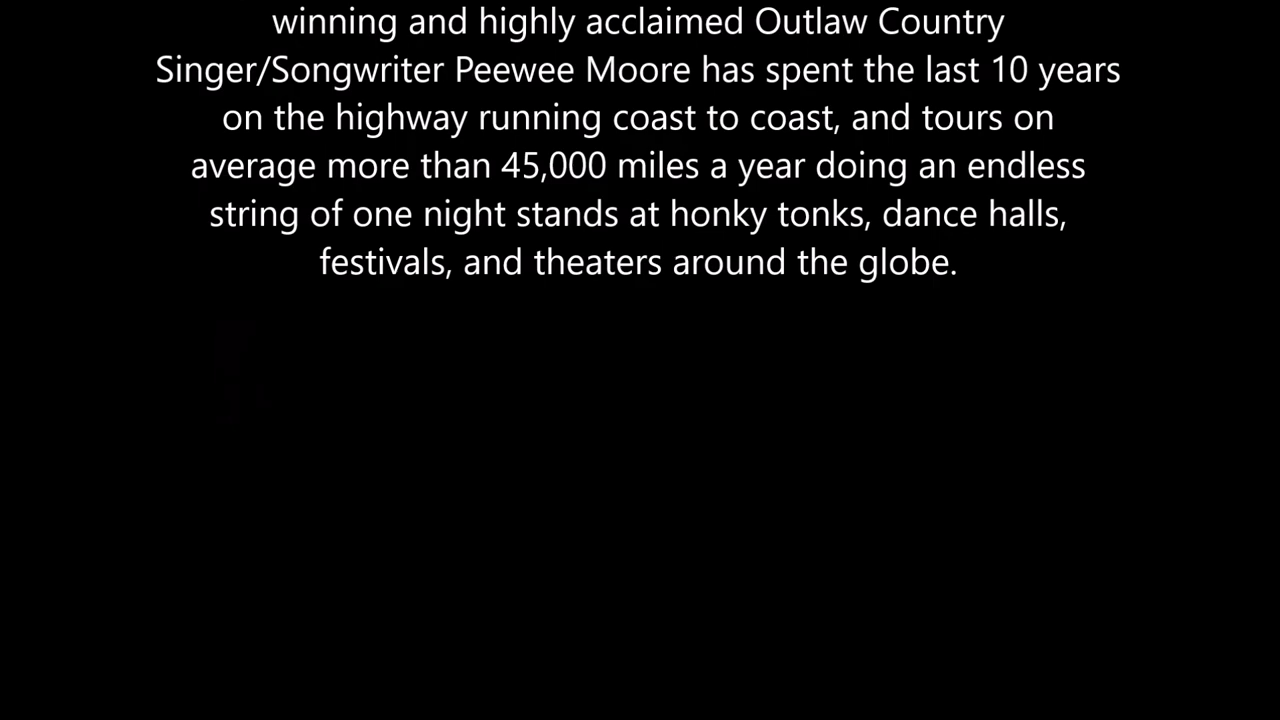 winning and highly acclaimed Outlaw Country
Singer/Songwriter Peewee Moore has spent the last 10 years
on the highway running coast to coast, and tours on
average more than 45,000 miles a year doing an endless
string of one night stands at honky tonks, dance halls,
festivals, and theaters around the globe.